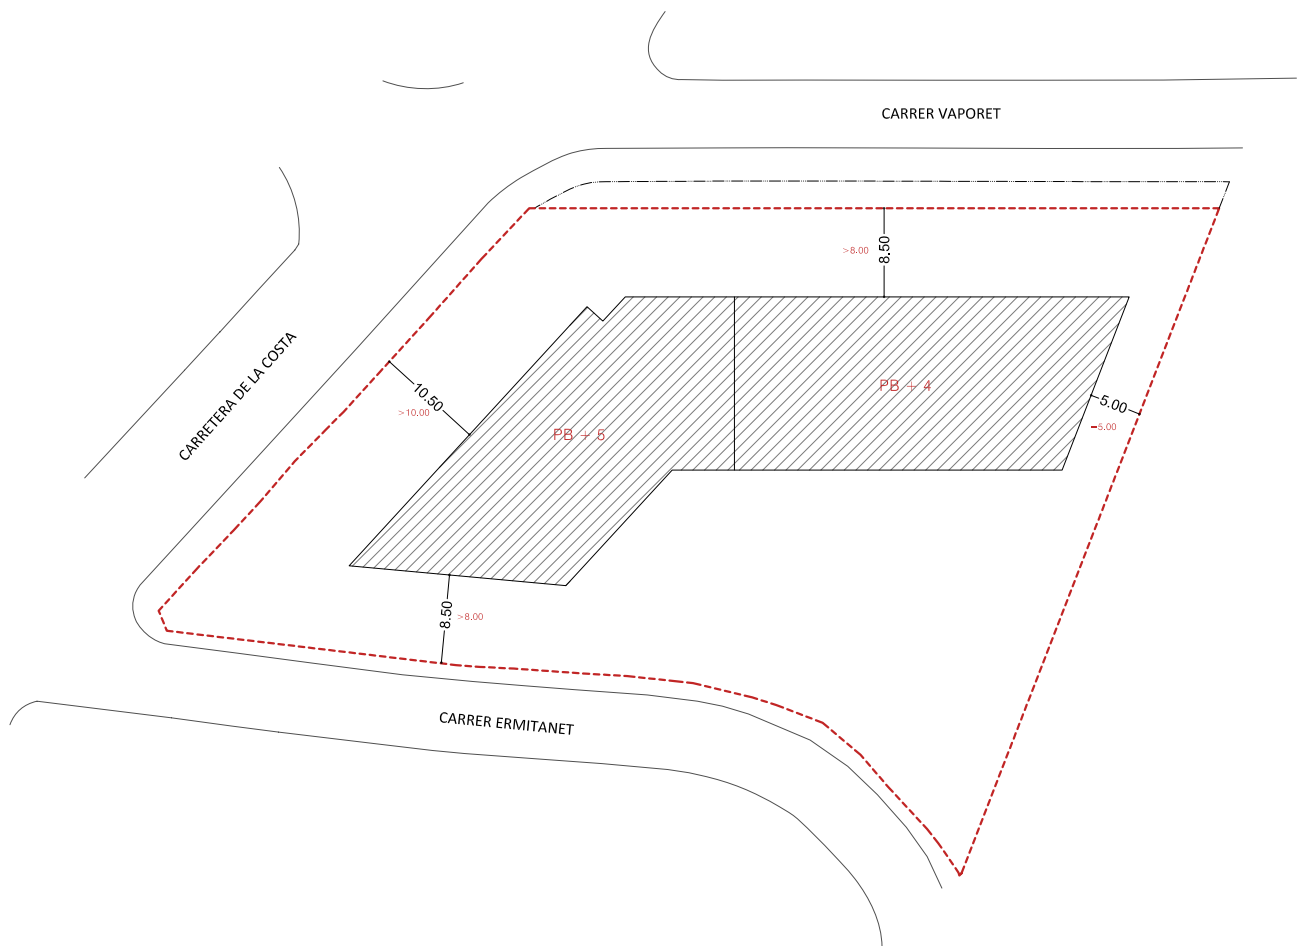 CARRER VAPORET
8.50
>8.00
CARRETERA DE LA COSTA
10.50
>10.00
PB + 4
5.00
=5.00
PB + 5
8.50
>8.00
CARRER ERMITANET